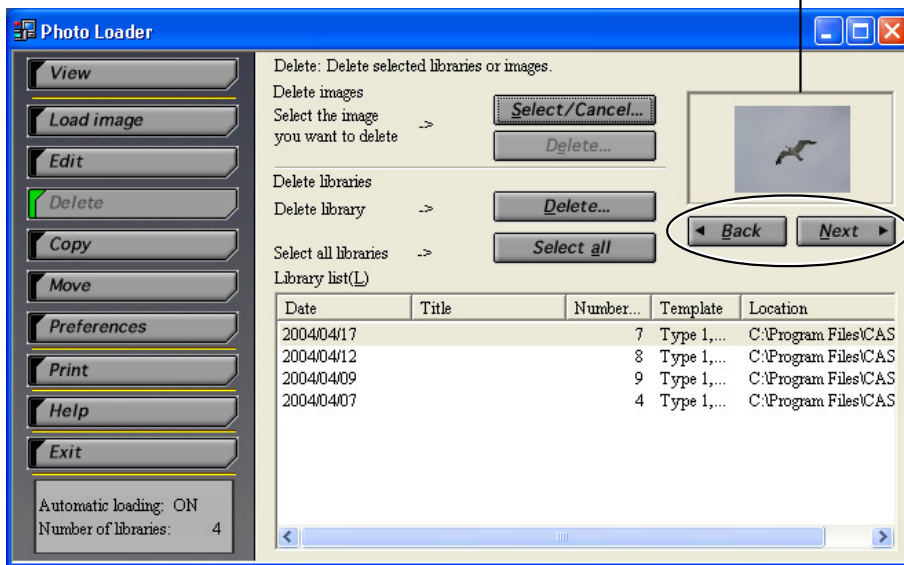 Photo Loader
View
Load image
Edit
Delete
Copy
Move
Preferences
Print
Help
Exit
Automatic loading: ON
Number of libraries: 4
Delete: Delete selected libraries or images.
Delete images
Select the image
you want to delete ->
Select/Cancel...
Delete...
Delete libraries
Delete library -> Delete...
Select all libraries -> Select all
Back Next
Library list(L)
Date Title Number... Template Location
2004/04/17 7 Type 1,... C:\Program Files\CAS
2004/04/12 8 Type 1,... C:\Program Files\CAS
2004/04/09 9 Type 1,... C:\Program Files\CAS
2004/04/07 4 Type 1,... C:\Program Files\CAS